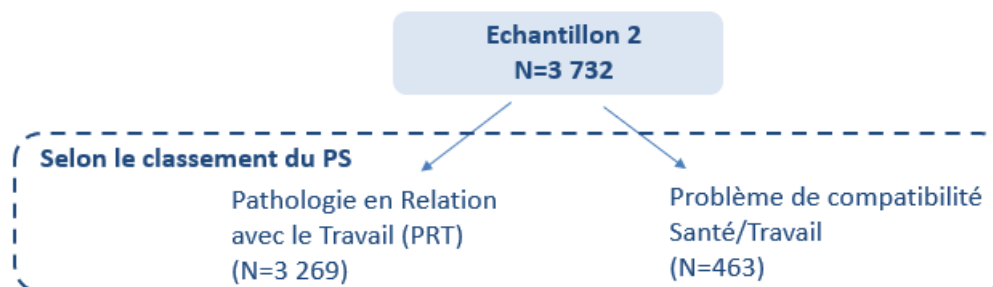 Echantillon 2
N=3 732
Selon le classement du PS
Pathologie en Relation
avec le Travail (PRT)
(N=3 269)
Problème de compatibilité
Santé/Travail
(N=463)